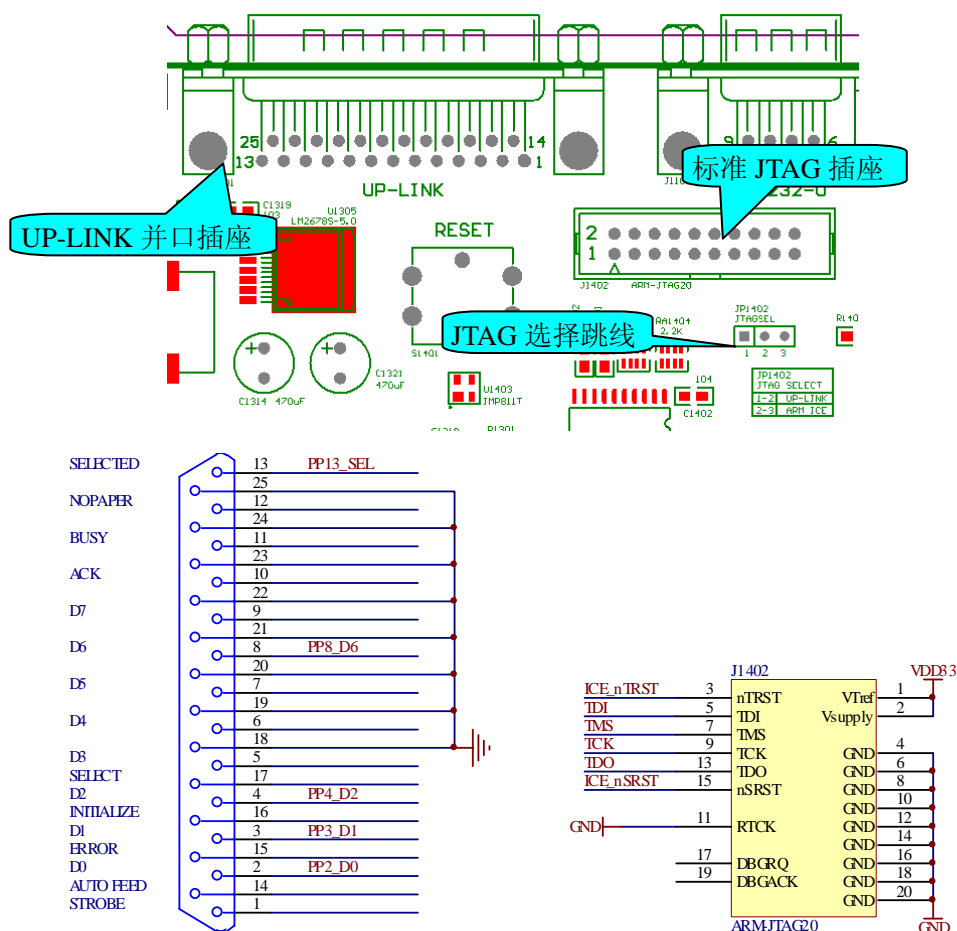 25
14
13
1
9
6
标准 JTAG 插座
UP-LINK
C1319
103
U1305
LM2678S-5.0
UP-LINK 并口插座
RESET
2
1
J1402 ARM-JTAG20
JP1402
JTAGSEL
RA1404
2.2K
JTAG 选择跳线
S1401
1 2 3
C1321
470uF
C1314 470uF
U1403
IMP811T
104
C1402
JP1402
JTAG SELECT
1-2 UP-LINK
2-3 ARM ICE
SELECTED 13 PP13_SEL
25
NOPAPER 12
24
BUSY 11
23
ACK 10
22
D7 9
21
D6 8 PP8_D6
20
D5 7
19
D4 6
18
D3 5
SELECT 17
D2 4 PP4_D2
INITIALIZE 16
D1 3 PP3_D1
ERROR 15
D0 2 PP2_D0
AUTO FEED 14
STROBE 1
J1402
VDD33
ICE_nTRST 3 nTRST VTref 1
TDI 5 TDI Vsupply 2
TMS 7 TMS
TCK 9 TCK GND 4
TDO 13 TDO GND 6
ICE_nSRST 15 nSRST GND 8
GND 10
GND 11 RTCK GND 12
GND 14
17 DBGRQ GND 16
19 DBGACK GND 18
GND 20
ARM-JTAG20
GND